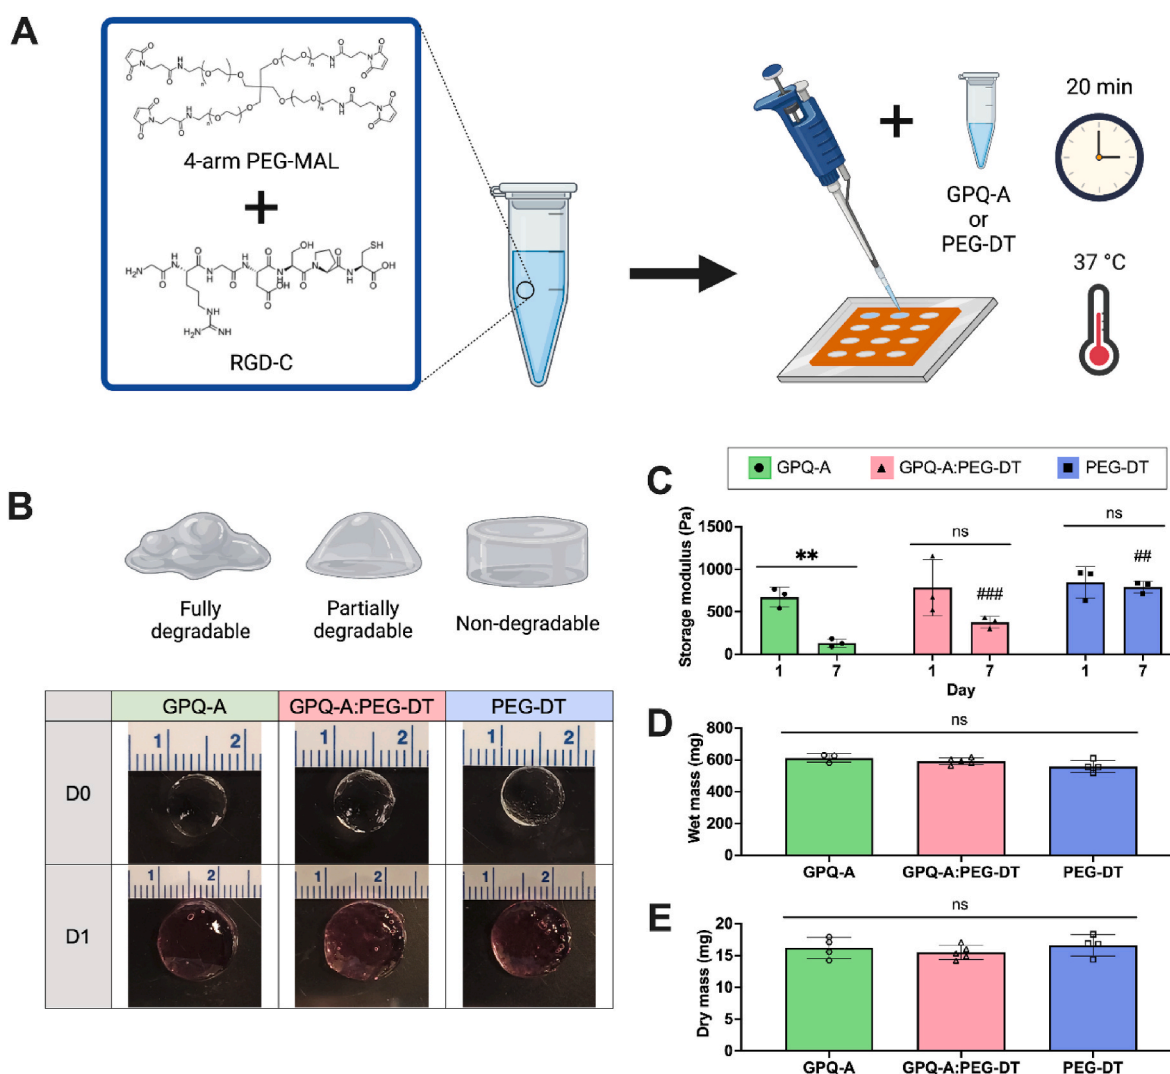 A
4-arm PEG-MAL
+
RGD-C
+
GPQ-A
or
PEG-DT
20 min
37 °C
B
Fully
degradable
Partially
degradable
Non-degradable
GPQ-A
GPQ-A:PEG-DT
PEG-DT
D0
1 2
1 2
1 2
D1
1 2
1 2
1 2
GPQ-A
GPQ-A:PEG-DT
PEG-DT
C
Storage modulus (Pa)
1500
1000
500
0
**
ns
###
ns
##
1 7
1 7
1 7
Day
D
Wet mass (mg)
800
600
400
200
0
ns
GPQ-A
GPQ-A:PEG-DT
PEG-DT
E
Dry mass (mg)
20
15
10
5
0
ns
GPQ-A
GPQ-A:PEG-DT
PEG-DT